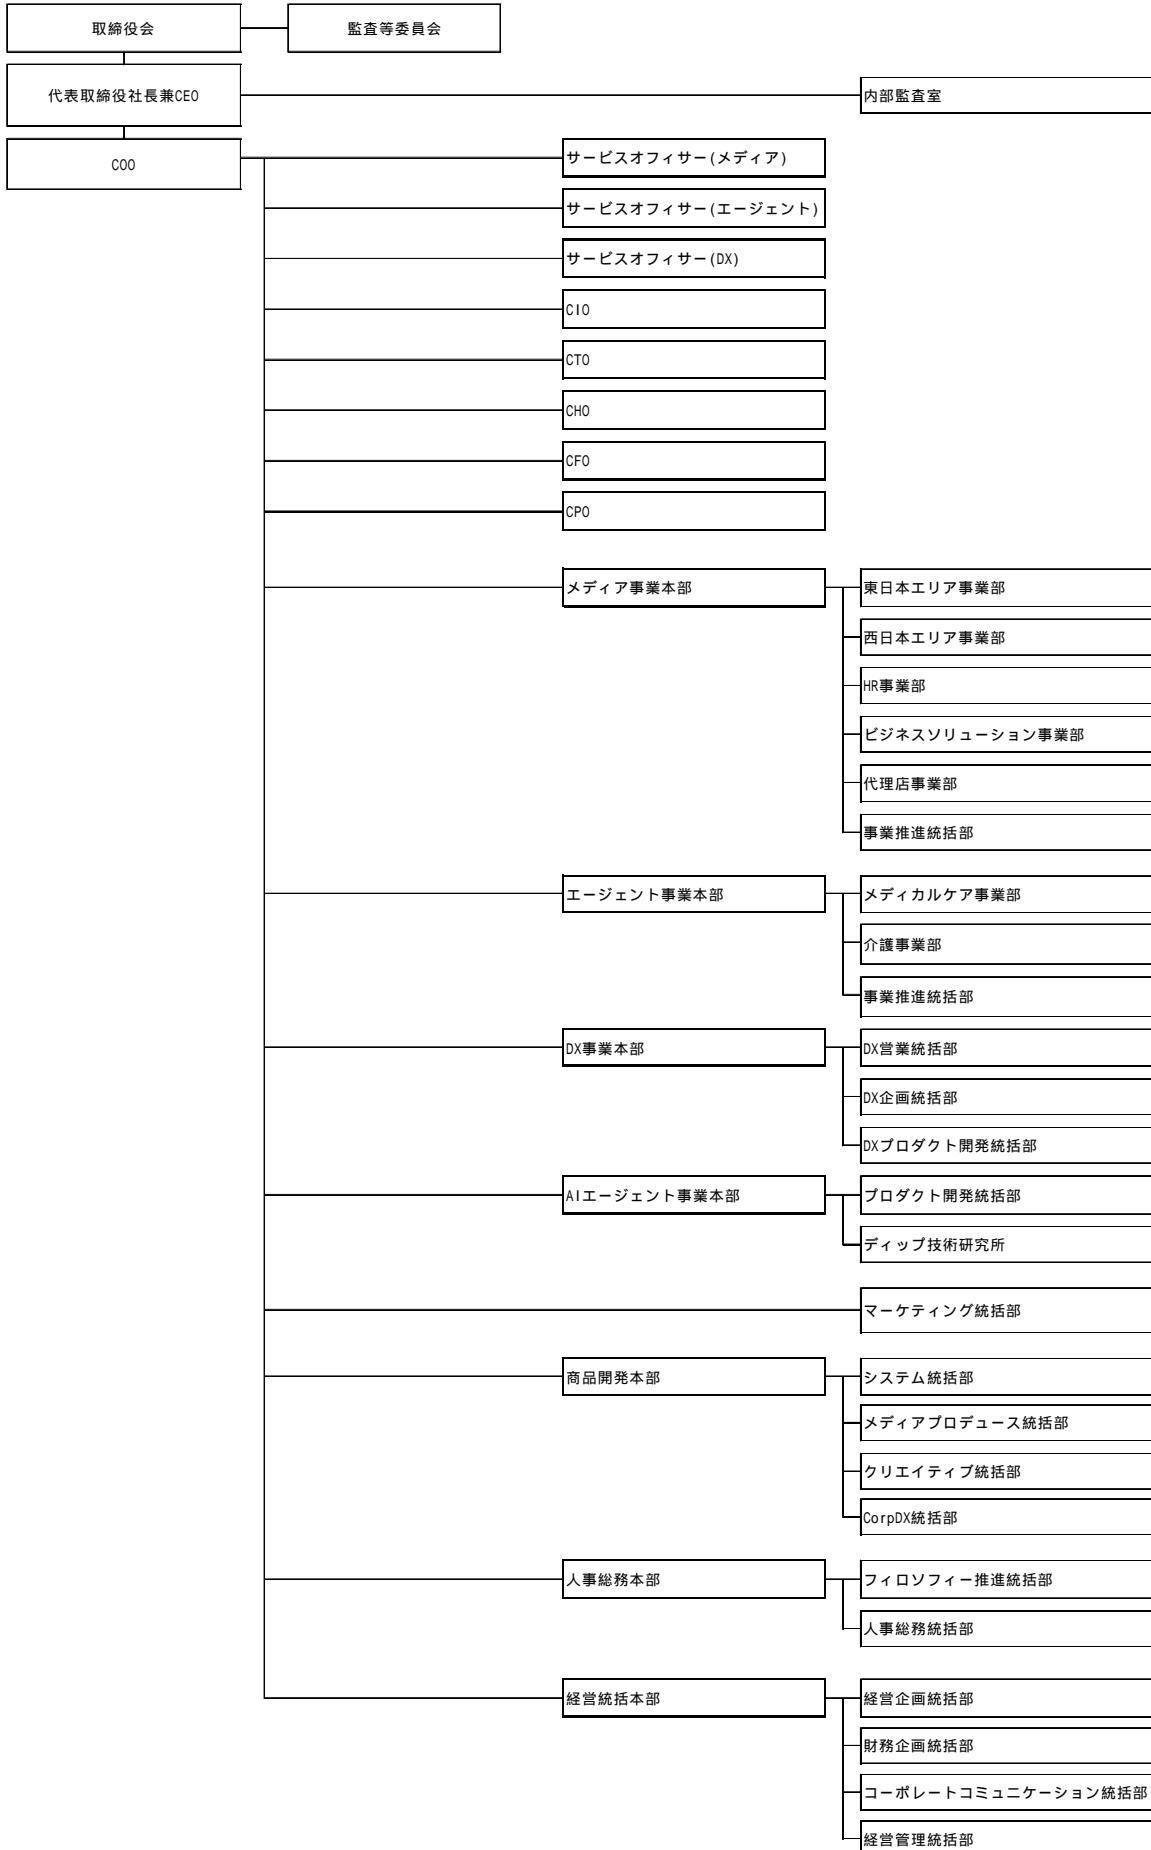 取締役会
監査等委員会
代表取締役社長兼CEO
内部監査室
COO
サービスオフィサー(メディア)
サービスオフィサー(エージェント)
サービスオフィサー(DX)
CIO
CTO
CHO
CFO
CPO
メディア事業本部
東日本エリア事業部
西日本エリア事業部
HR事業部
ビジネスソリューション事業部
代理店事業部
事業推進統括部
エージェント事業本部
メディカルケア事業部
介護事業部
事業推進統括部
DX事業本部
DX営業統括部
DX企画統括部
DXプロダクト開発統括部
AIエージェント事業本部
プロダクト開発統括部
ディップ技術研究所
マーケティング統括部
商品開発本部
システム統括部
メディアプロデュース統括部
クリエイティブ統括部
CorpDX統括部
人事総務本部
フィロソフィー推進統括部
人事総務統括部
経営統括本部
経営企画統括部
財務企画統括部
コーポレートコミュニケーション統括部
経営管理統括部